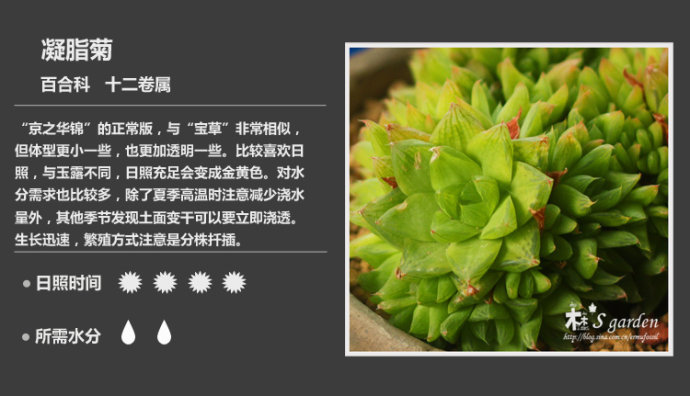 凝脂菊
百合科 十二卷属
“京之华锦”的正常版，与“宝草”非常相似，
但体型更小一些，也更加透明一些。比较喜欢日
照，与玉露不同，日照充足会变成金黄色。对水
分需求也比较多，除了夏季高温时注意减少浇水
量外，其他季节发现土面变干可以要立即浇透。
生长迅速，繁殖方式注意是分株扦插。
日照时间
所需水分
森's garden
http://blog.sina.com.cn/ermufossil